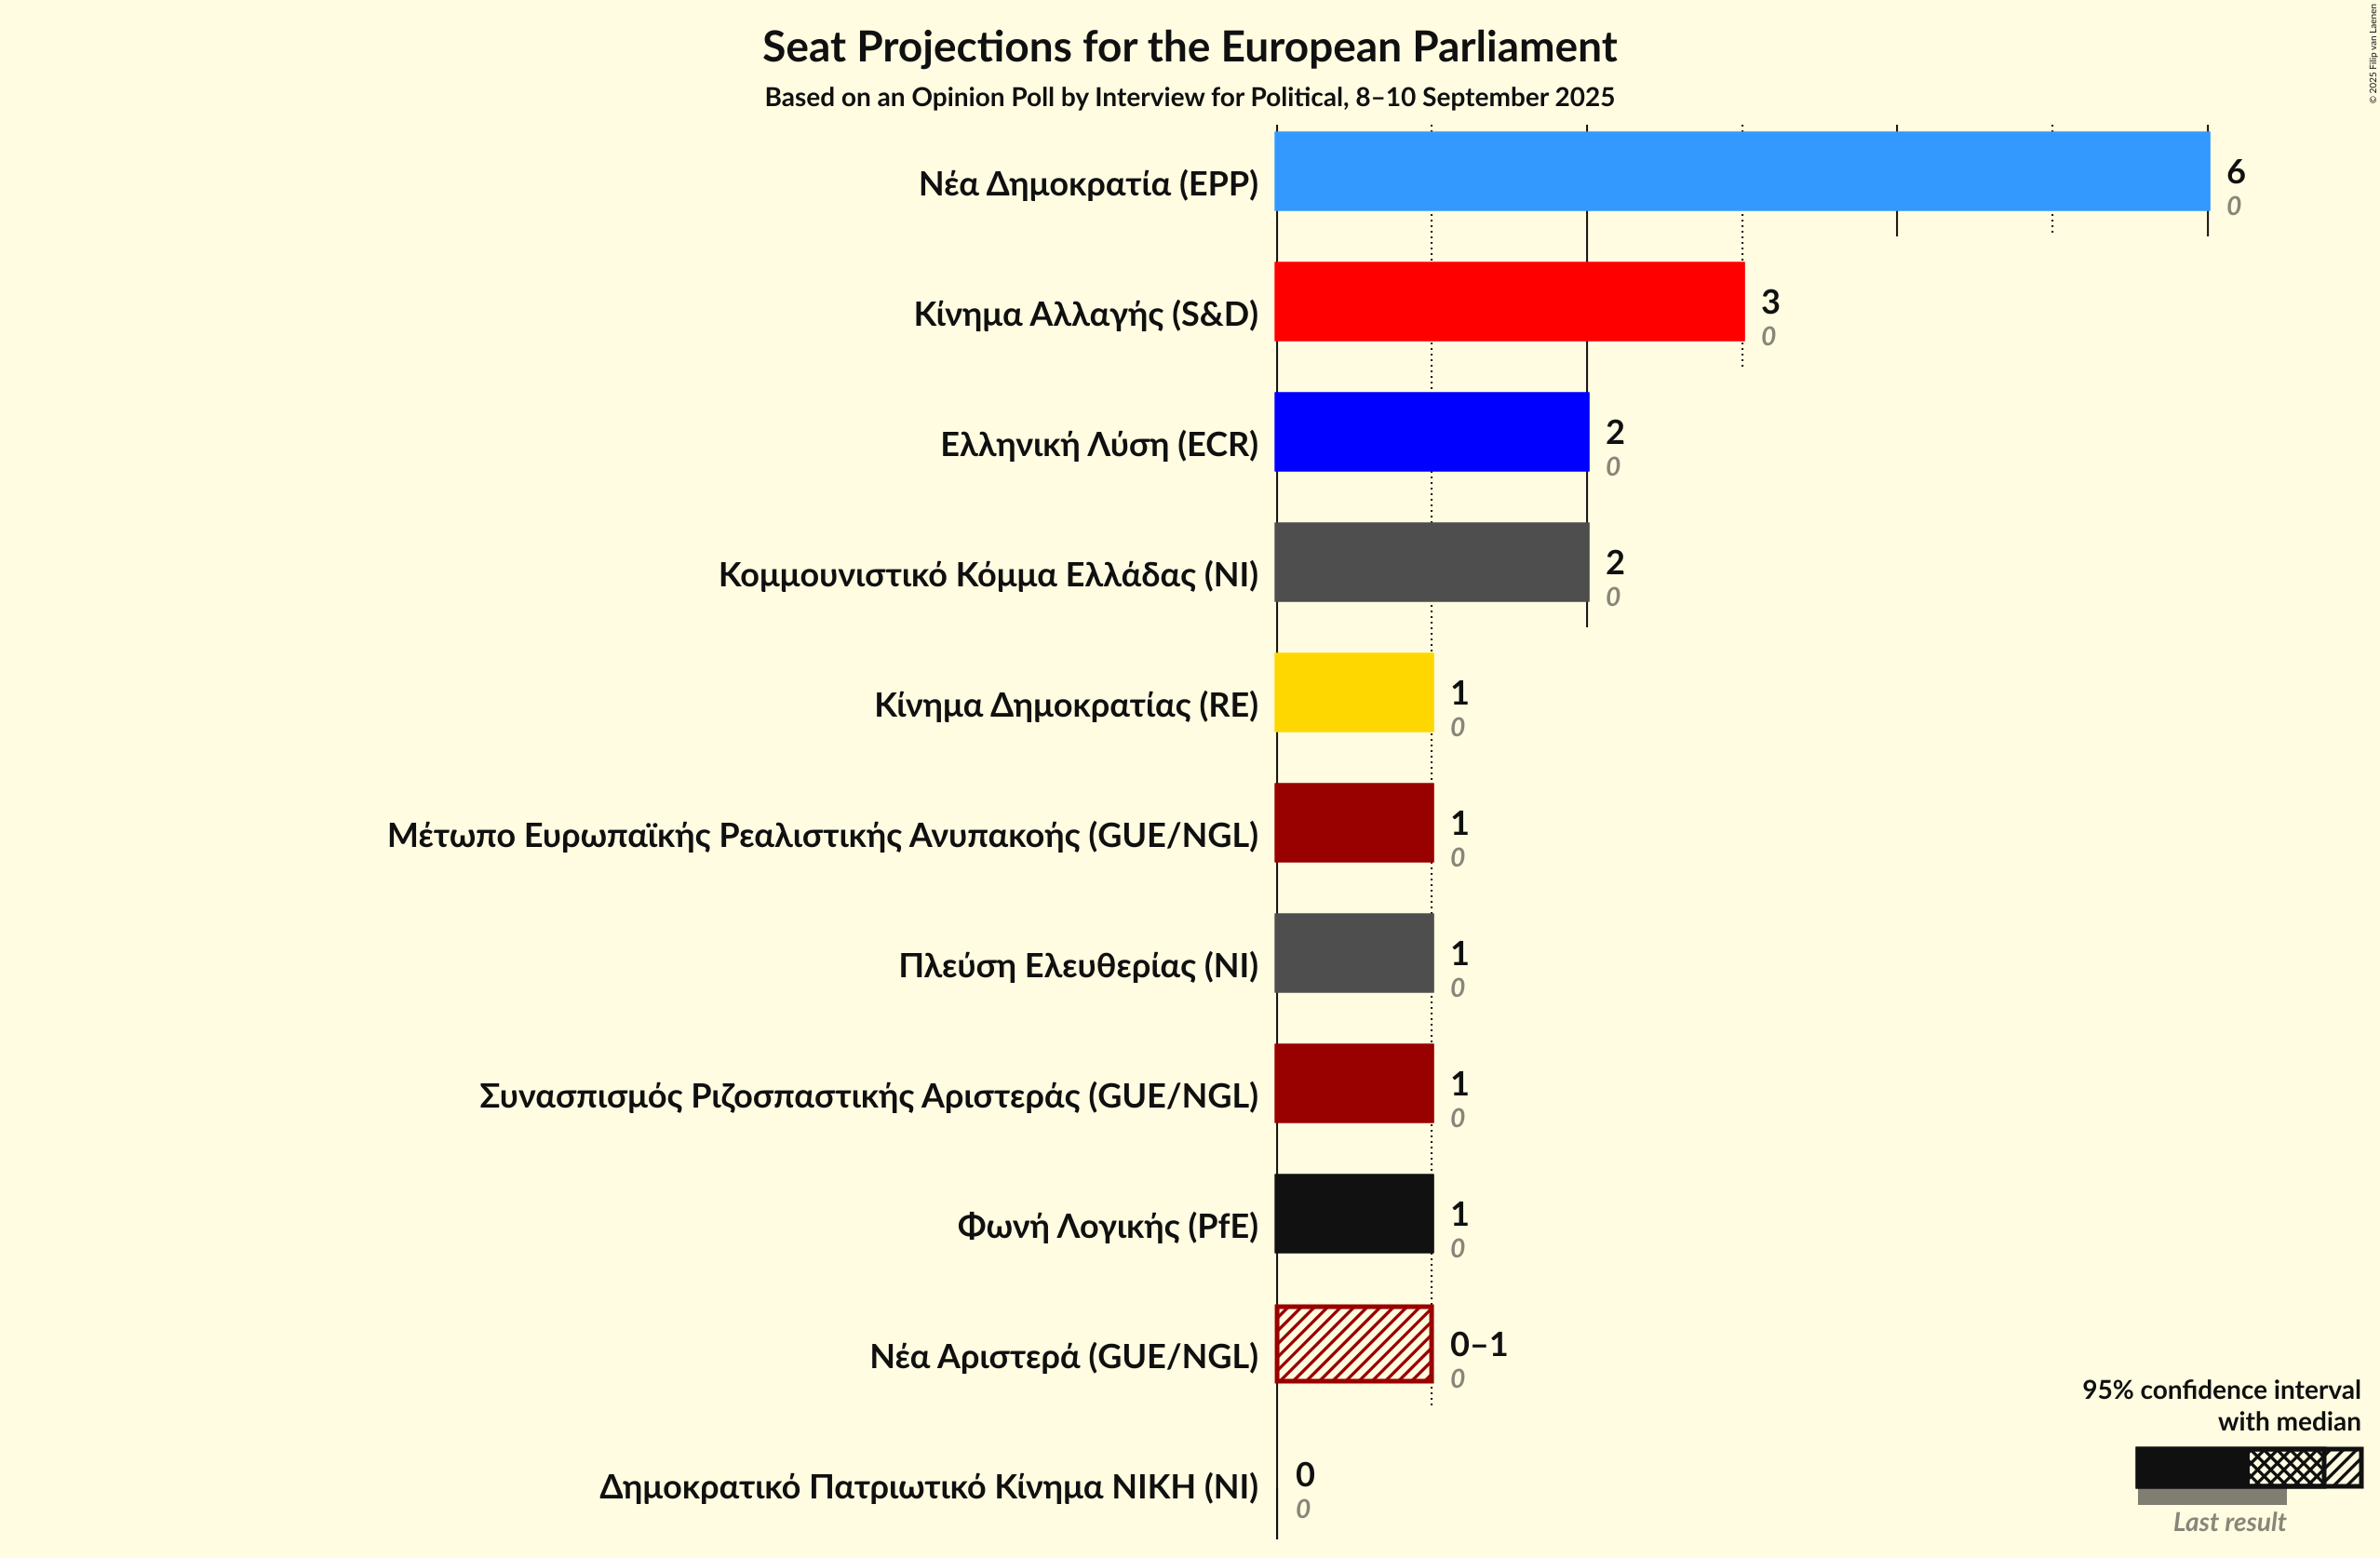 Seat Projections for the European Parliament
Based on an Opinion Poll by Interview for Political, 8–10 September 2025
© 2025 Filip van Laenen
Νέα Δημοκρατία (EPP)
6
0
Κίνημα Αλλαγής (S&D)
3
0
Ελληνική Λύση (ECR)
2
0
Κομμουνιστικό Κόμμα Ελλάδας (NI)
2
0
Κίνημα Δημοκρατίας (RE)
1
0
Μέτωπο Ευρωπαϊκής Ρεαλιστικής Ανυπακοής (GUE/NGL)
1
0
Πλεύση Ελευθερίας (NI)
1
0
Συνασπισμός Ριζοσπαστικής Αριστεράς (GUE/NGL)
1
0
Φωνή Λογικής (PfE)
1
0
Νέα Αριστερά (GUE/NGL)
0–1
0
Δημοκρατικό Πατριωτικό Κίνημα ΝΙΚΗ (NI)
0
0
95% confidence interval
with median
Last result